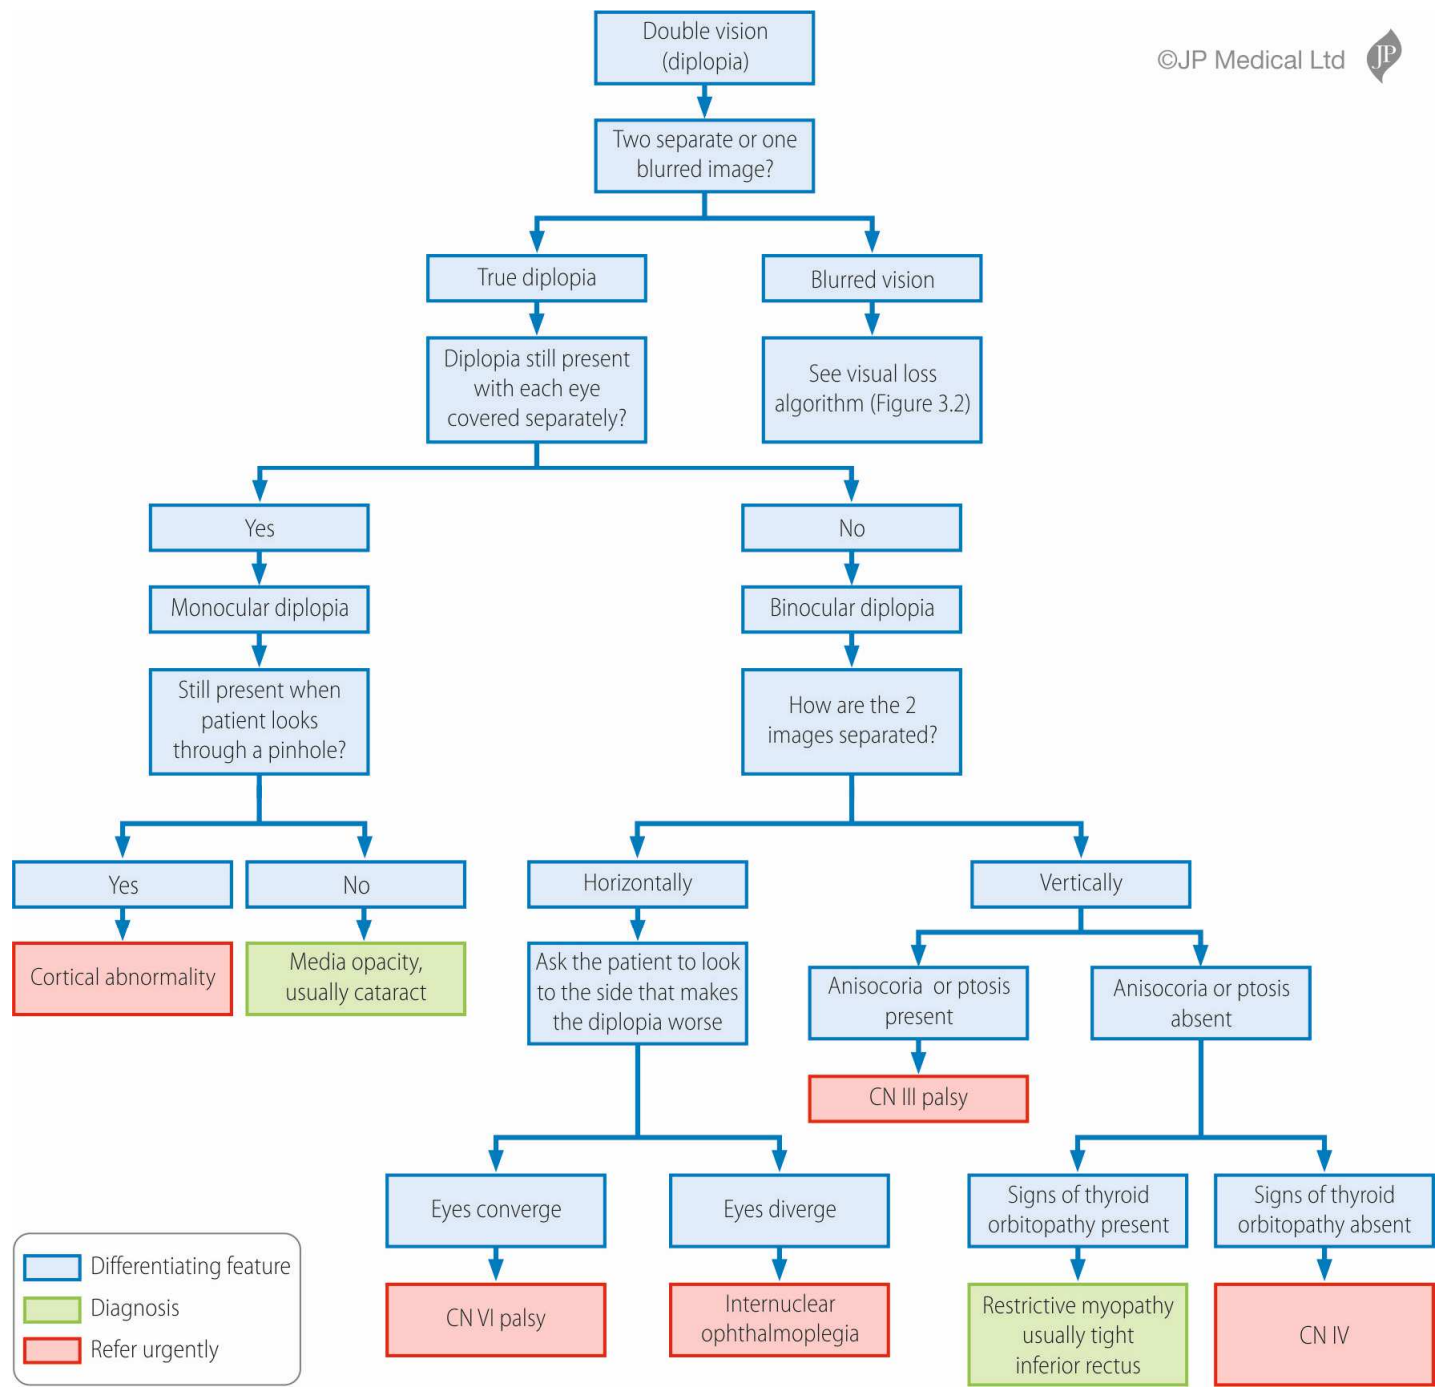 Double vision
(diplopia)
©JP Medical Ltd
JP
Two separate or one
blurred image?
True diplopia
Blurred vision
Diplopia still present
with each eye
covered separately?
See visual loss
algorithm (Figure 3.2)
Yes
No
Monocular diplopia
Binocular diplopia
Still present when
patient looks
through a pinhole?
How are the 2
images separated?
Yes
No
Horizontally
Vertically
Cortical abnormality
Media opacity,
usually cataract
Ask the patient to look
to the side that makes
the diplopia worse
Anisocoria or ptosis
present
Anisocoria or ptosis
absent
CN III palsy
Eyes converge
Eyes diverge
Signs of thyroid
orbitopathy present
Signs of thyroid
orbitopathy absent
CN VI palsy
Internuclear
ophthalmoplegia
Restrictive myopathy
usually tight
inferior rectus
CN IV
Differentiating feature
Diagnosis
Refer urgently